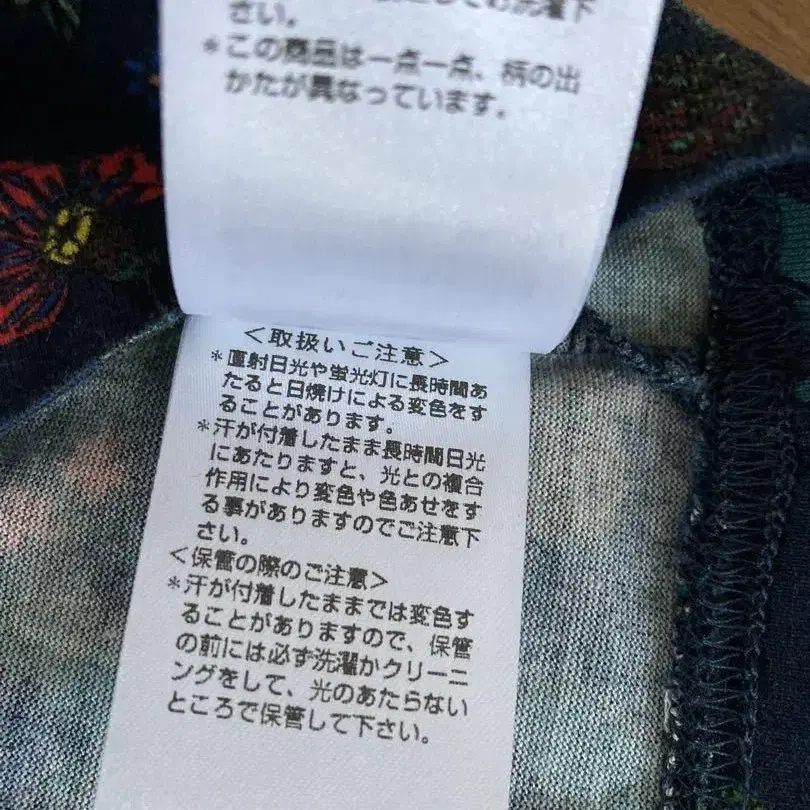 さい。
*この商品は一点一点、柄の出
かたが異なっています。
<取扱いご注意>
*直射日光や蛍光灯に長時間あ
たると日焼けによる変色をす
ることがあります。
*汗が付着したまま長時間日光
にあたりますと、光との複合
作用により変色や色あせをす
る事がありますのでご注意下
さい。
<保管の際のご注意>
*汗が付着したままでは変色す
ることがありますので、保管
の前には必ず洗濯かクリーニ
ングをして、光のあたらない
ところで保管して下さい。